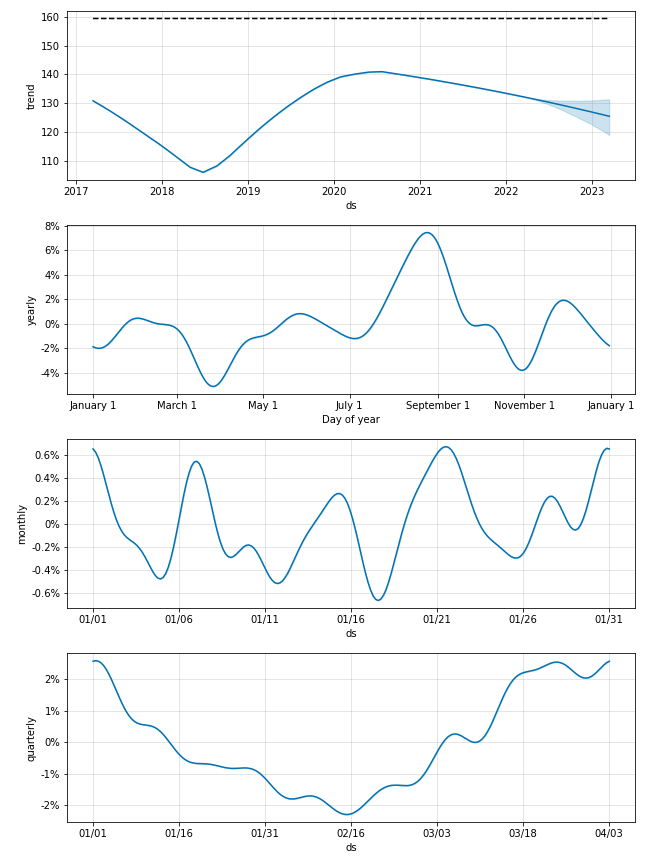 160
150
140
130
120
110
trend
2017 2018 2019 2020 2021 2022 2023
ds
8%
6%
4%
2%
0%
-2%
-4%
yearly
January 1 March 1 May 1 July 1 September 1 November 1 January 1
Day of year
0.6%
0.4%
0.2%
0%
-0.2%
-0.4%
-0.6%
monthly
01/01 01/06 01/11 01/16 01/21 01/26 01/31
ds
2%
1%
0%
-1%
-2%
quarterly
01/01 01/16 01/31 02/16 03/03 03/18 04/03
ds